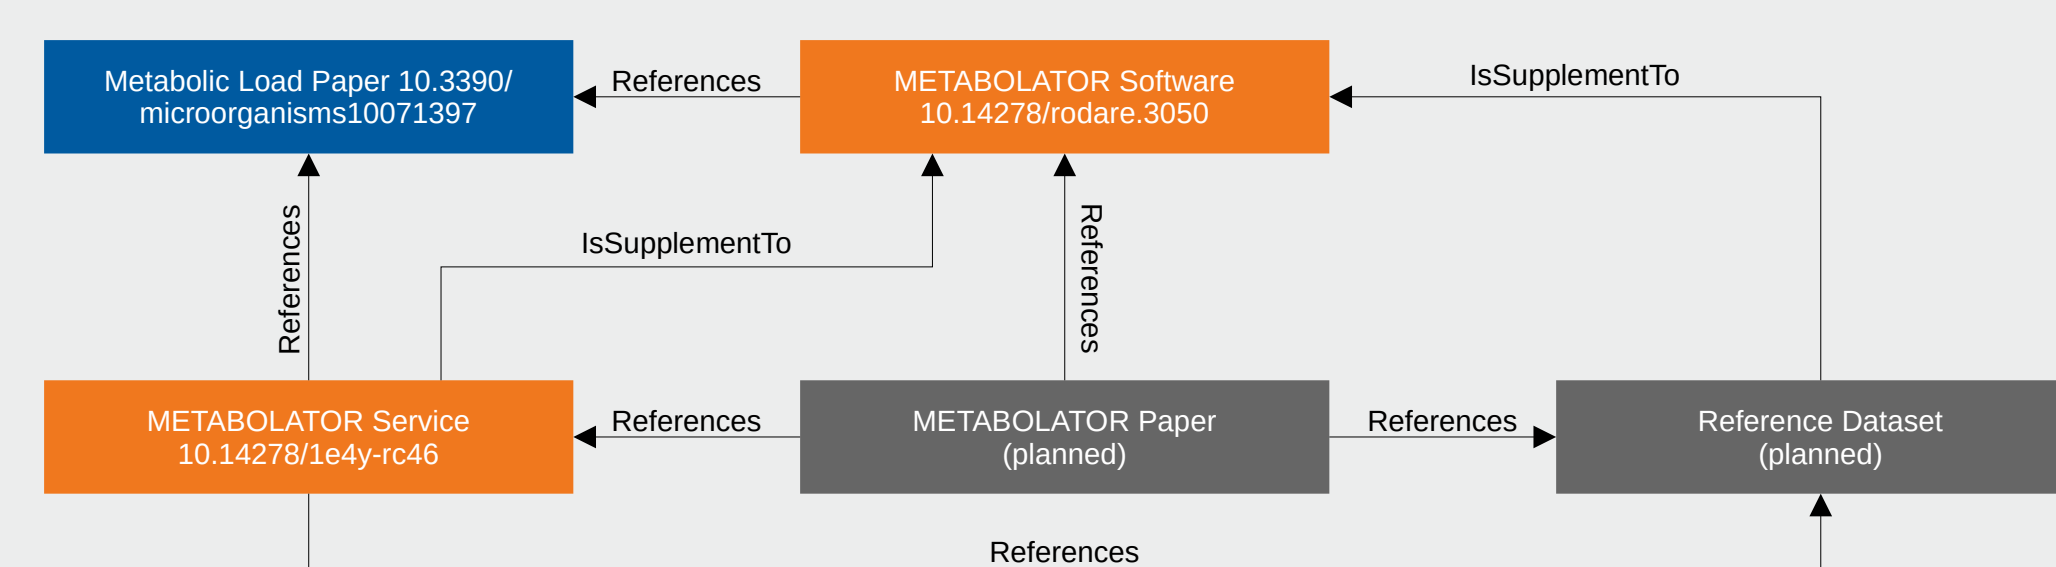 Metabolic Load Paper 10.3390/
microorganisms10071397
References
METABOLATOR Software
10.14278/rodare.3050
IsSupplementTo
References
IsSupplementTo
References
METABOLATOR Service
10.14278/1e4y-rc46
References
METABOLATOR Paper
(planned)
References
Reference Dataset
(planned)
References